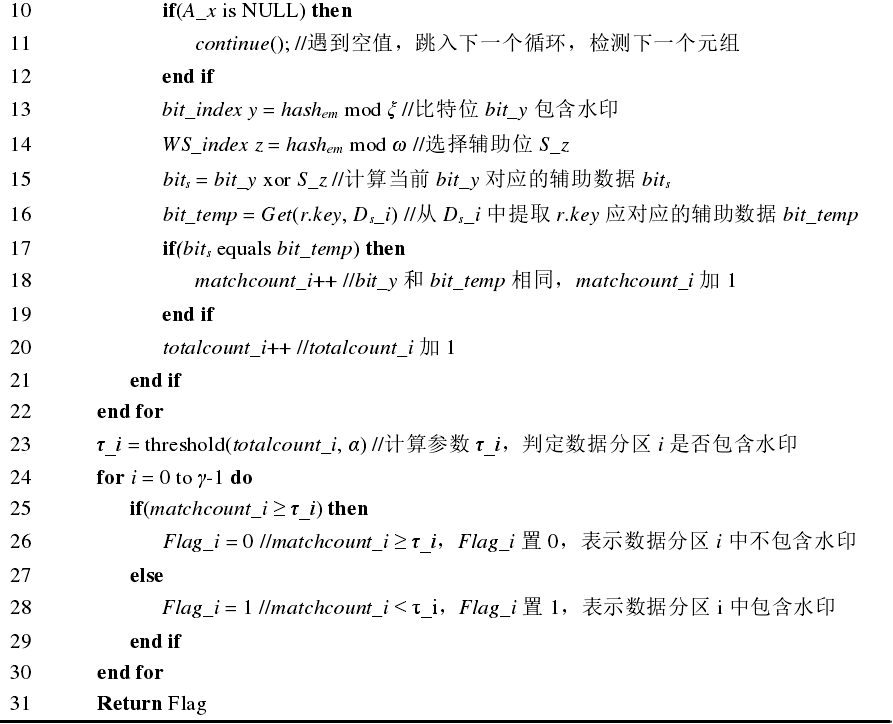 10 if(A_x is NULL) then
11 continue(); //遇到空值，跳入下一个循环，检测下一个元组
12 end if
13 bit_index y = hashem mod ξ //比特位 bit_y 包含水印
14 WS_index z = hashem mod ω //选择辅助位 S_z
15 bits = bit_y xor S_z //计算当前 bit_y 对应的辅助数据 bits
16 bit_temp = Get(r.key, Ds_i) //从 Ds_i 中提取 r.key 应对应的辅助数据 bit_temp
17 if(bits equals bit_temp) then
18 matchcount_i++ //bit_y 和 bit_temp 相同，matchcount_i 加 1
19 end if
20 totalcount_i++ //totalcount_i 加 1
21 end if
22 end for
23 τ_i = threshold(totalcount_i, α) //计算参数 τ_i，判定数据分区 i 是否包含水印
24 for i = 0 to γ-1 do
25 if(matchcount_i ≥ τ_i) then
26 Flag_i = 0 //matchcount_i ≥ τ_i，Flag_i 置 0，表示数据分区 i 中不包含水印
27 else
28 Flag_i = 1 //matchcount_i < τ_i，Flag_i 置 1，表示数据分区 i 中包含水印
29 end if
30 end for
31 Return Flag